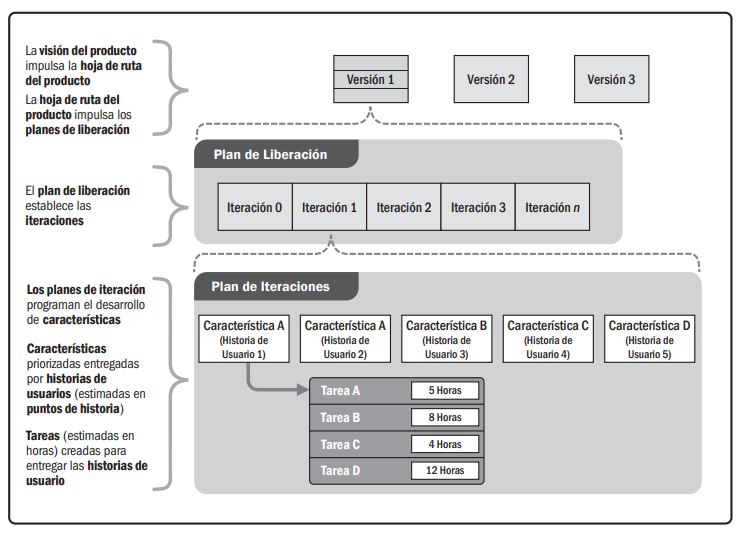 La visión del producto
impulsa la hoja de ruta
del producto
La hoja de ruta del
producto impulsa los
planes de liberación
Versión 1
Versión 2
Versión 3
El plan de liberación
establece las
iteraciones
Plan de Liberación
Iteración 0
Iteración 1
Iteración 2
Iteración 3
Iteración n
Los planes de iteración
programan el desarrollo
de características
Características
priorizadas entregadas
por historias de
usuarios (estimadas en
puntos de historia)
Tareas (estimadas en
horas) creadas para
entregar las historias de
usuario
Plan de Iteraciones
Característica A
(Historia de
Usuario 1)
Característica A
(Historia de
Usuario 2)
Característica B
(Historia de
Usuario 3)
Característica C
(Historia de
Usuario 4)
Característica D
(Historia de
Usuario 5)
Tarea A
5 Horas
Tarea B
8 Horas
Tarea C
4 Horas
Tarea D
12 Horas